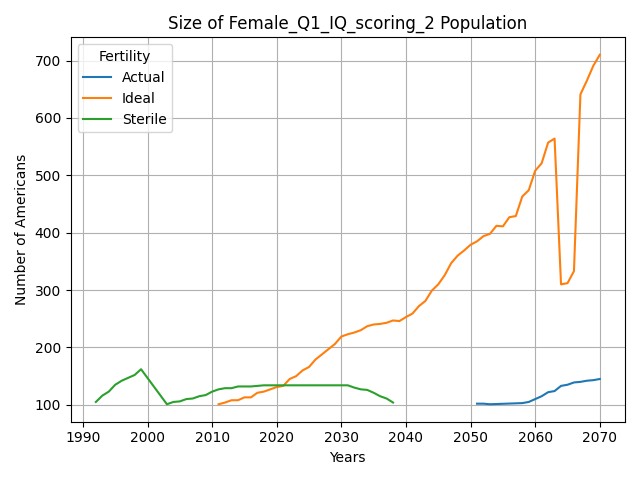 Size of Female_Q1_IQ_scoring_2 Population
Fertility
Actual
Ideal
Sterile
Number of Americans
700
600
500
400
300
200
100
1990 2000 2010 2020 2030 2040 2050 2060 2070
Years